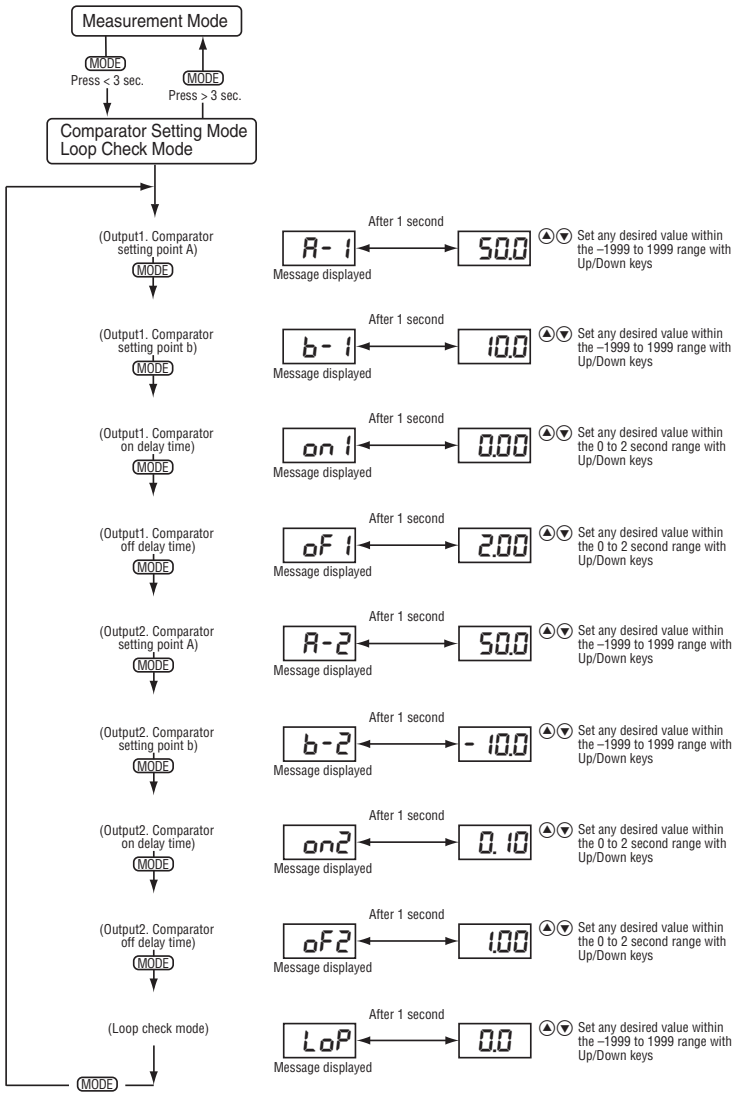 Measurement Mode
MODE
Press < 3 sec.
MODE
Press > 3 sec.
Comparator Setting Mode
Loop Check Mode
(Output1. Comparator
setting point A)
MODE
A-1
Message displayed
After 1 second
50.0
Set any desired value within
the –1999 to 1999 range with
Up/Down keys
(Output1. Comparator
setting point b)
MODE
b-1
Message displayed
After 1 second
10.0
Set any desired value within
the –1999 to 1999 range with
Up/Down keys
(Output1. Comparator
on delay time)
MODE
on1
Message displayed
After 1 second
0.00
Set any desired value within
the 0 to 2 second range with
Up/Down keys
(Output1. Comparator
off delay time)
MODE
oF1
Message displayed
After 1 second
2.00
Set any desired value within
the 0 to 2 second range with
Up/Down keys
(Output2. Comparator
setting point A)
MODE
A-2
Message displayed
After 1 second
50.0
Set any desired value within
the –1999 to 1999 range with
Up/Down keys
(Output2. Comparator
setting point b)
MODE
b-2
Message displayed
After 1 second
-10.0
Set any desired value within
the –1999 to 1999 range with
Up/Down keys
(Output2. Comparator
on delay time)
MODE
on2
Message displayed
After 1 second
0.10
Set any desired value within
the 0 to 2 second range with
Up/Down keys
(Output2. Comparator
off delay time)
MODE
oF2
Message displayed
After 1 second
1.00
Set any desired value within
the 0 to 2 second range with
Up/Down keys
(Loop check mode)
MODE
LoP
Message displayed
After 1 second
0.0
Set any desired value within
the –1999 to 1999 range with
Up/Down keys